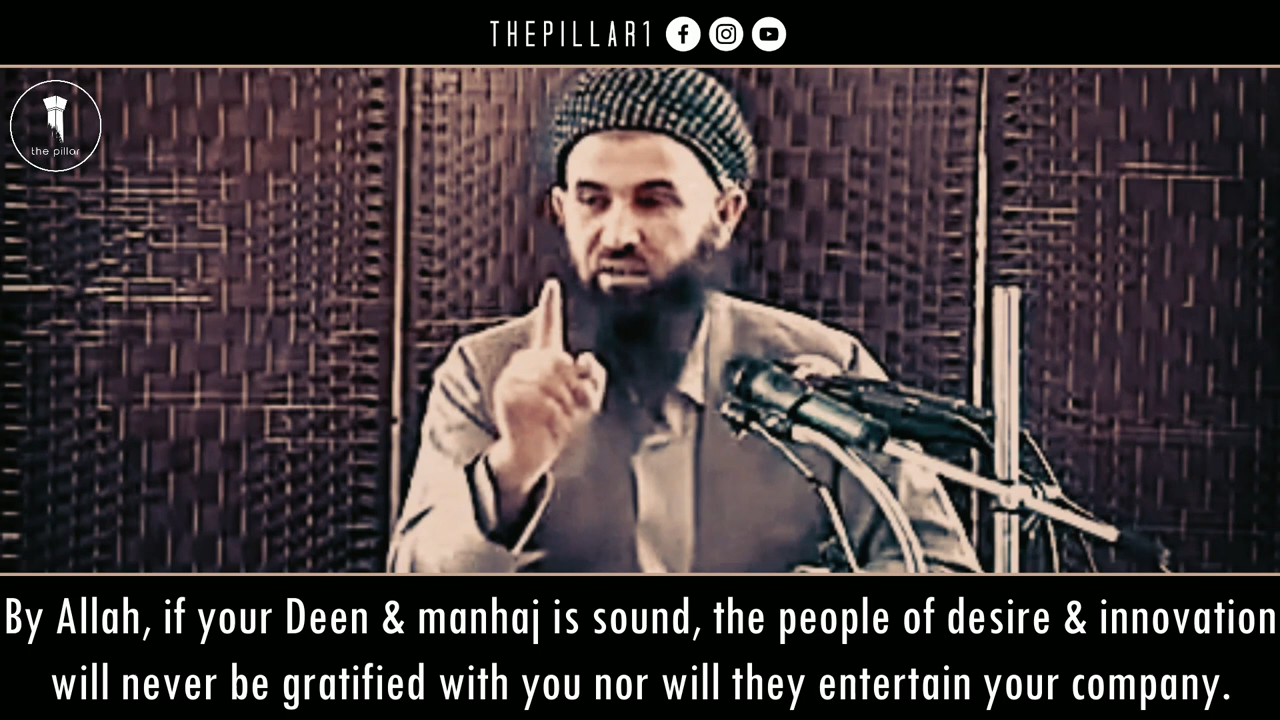 THEPILLAR1
the pillar
By Allah, if your Deen & manhaj is sound, the people of desire & innovation
will never be gratified with you nor will they entertain your company.